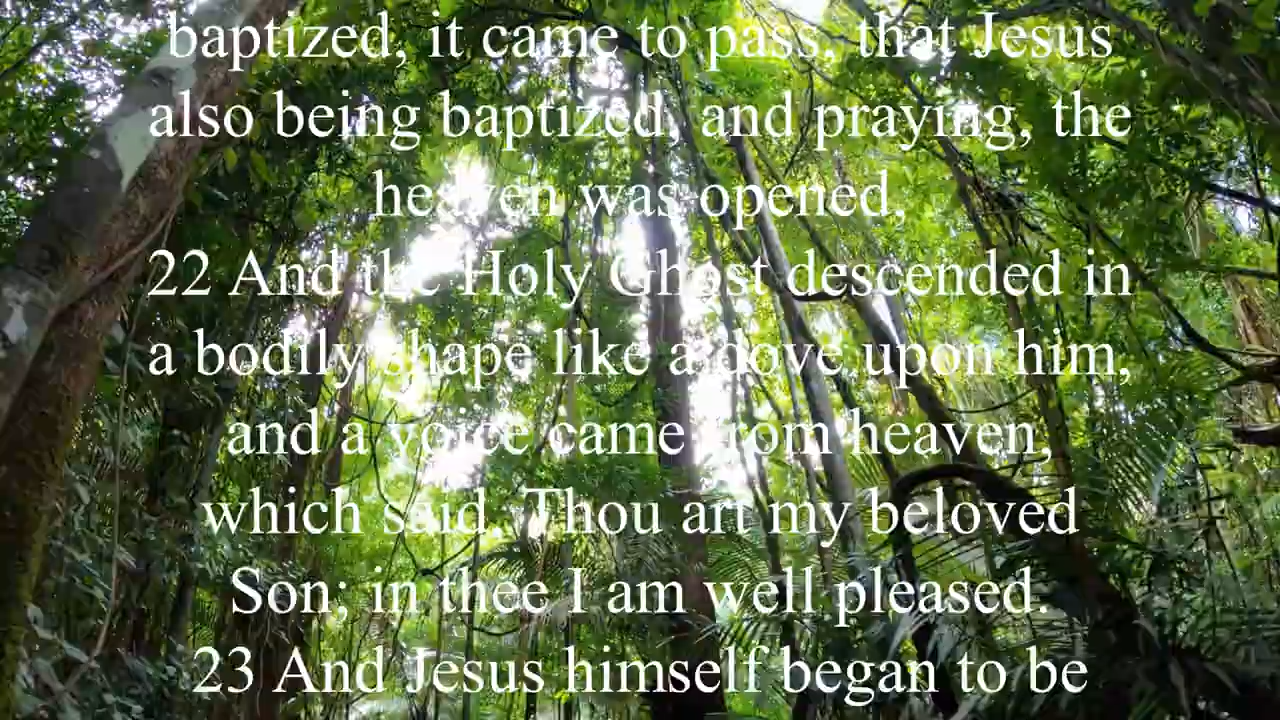 baptized, it came to pass, that Jesus
also being baptized, and praying, the
heaven was opened,
22 And the Holy Ghost descended in
a bodily shape like a dove upon him,
and a voice came from heaven,
which said, Thou art my beloved
Son; in thee I am well pleased.
23 And Jesus himself began to be